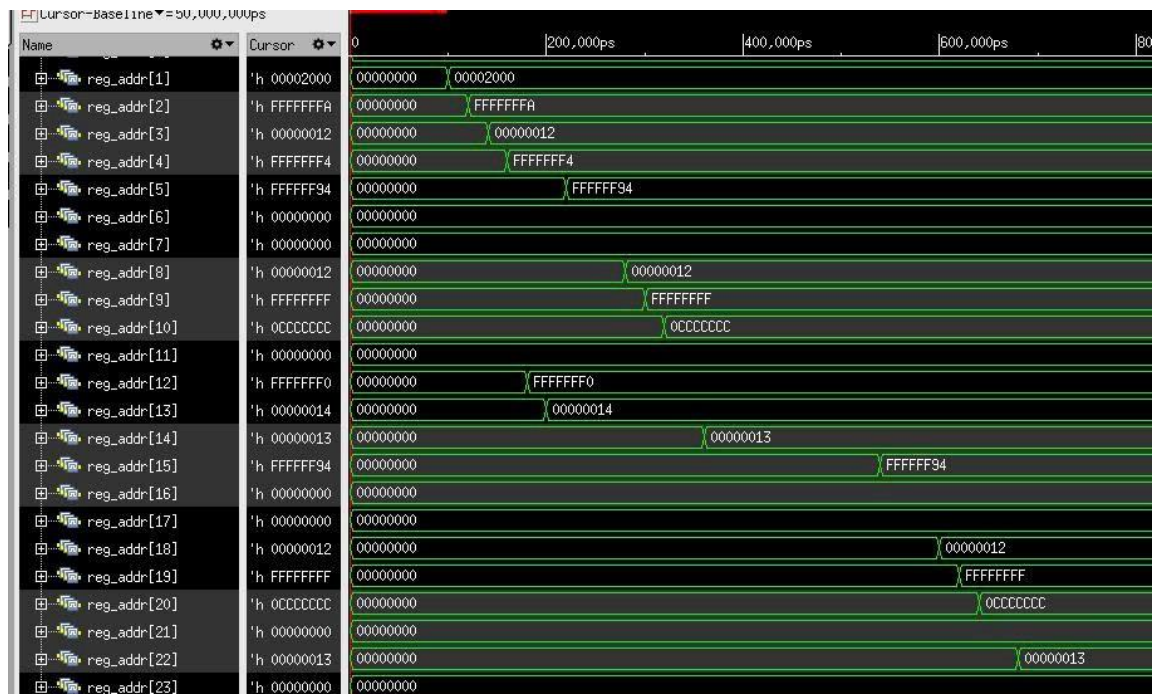 Cursor-Baseline▼= 50,000,000ps
Name Cursor 0 200,000ps 400,000ps 600,000ps 80
reg_addr[1] 'h 00002000 00000000 00002000
reg_addr[2] 'h FFFFFFFA 00000000 FFFFFFFA
reg_addr[3] 'h 00000012 00000000 00000012
reg_addr[4] 'h FFFFFFF4 00000000 FFFFFFF4
reg_addr[5] 'h FFFFFF94 00000000 FFFFFF94
reg_addr[6] 'h 00000000 00000000
reg_addr[7] 'h 00000000 00000000
reg_addr[8] 'h 00000012 00000000 00000012
reg_addr[9] 'h FFFFFFFF 00000000 FFFFFFFF
reg_addr[10] 'h 0CCCCCCC 00000000 0CCCCCCC
reg_addr[11] 'h 00000000 00000000
reg_addr[12] 'h FFFFFFF0 00000000 FFFFFFF0
reg_addr[13] 'h 00000014 00000000 00000014
reg_addr[14] 'h 00000013 00000000 00000013
reg_addr[15] 'h FFFFFF94 00000000 FFFFFF94
reg_addr[16] 'h 00000000 00000000
reg_addr[17] 'h 00000000 00000000
reg_addr[18] 'h 00000012 00000000 00000012
reg_addr[19] 'h FFFFFFFF 00000000 FFFFFFFF
reg_addr[20] 'h 0CCCCCCC 00000000 0CCCCCCC
reg_addr[21] 'h 00000000 00000000
reg_addr[22] 'h 00000013 00000000 00000013
reg_addr[23] 'h 00000000 00000000